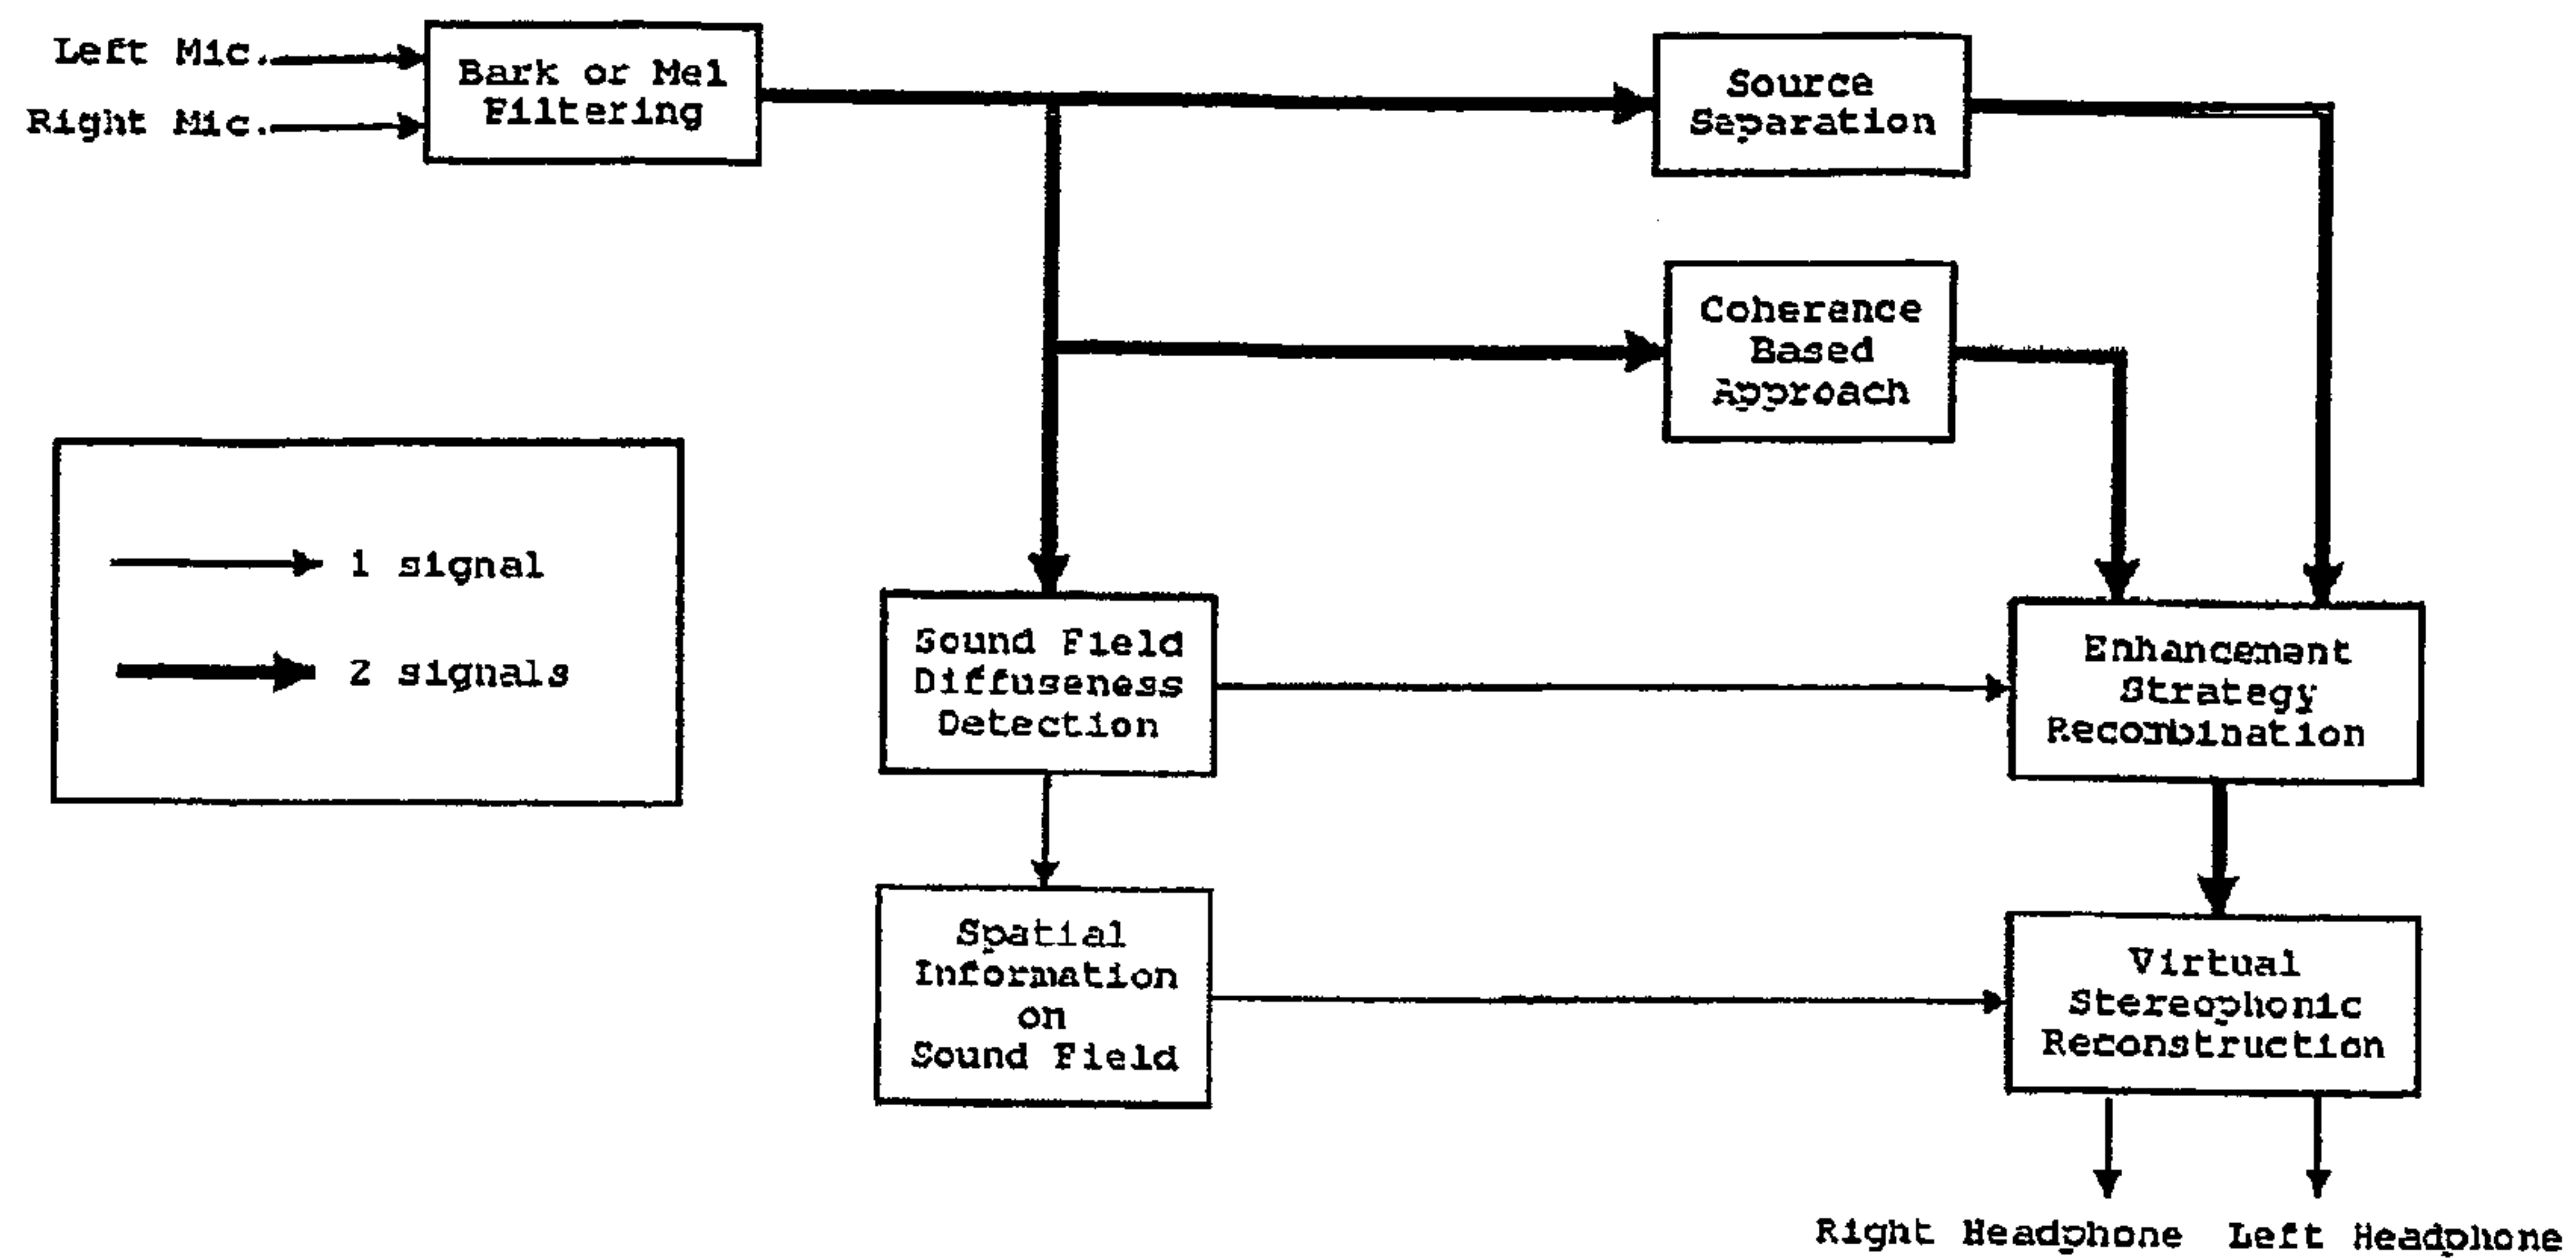 Left Mic.
Right Mic.
Bark or Mel
Filtering
Source
Separation
Coherence
Based
Approach
1 signal
2 signals
Sound Field
Diffuseness
Detection
Enhancement
Strategy
Recombination
Spatial
Information
on
Sound Field
Virtual
Stereophonic
Reconstruction
Right Headphone
Left Headphone